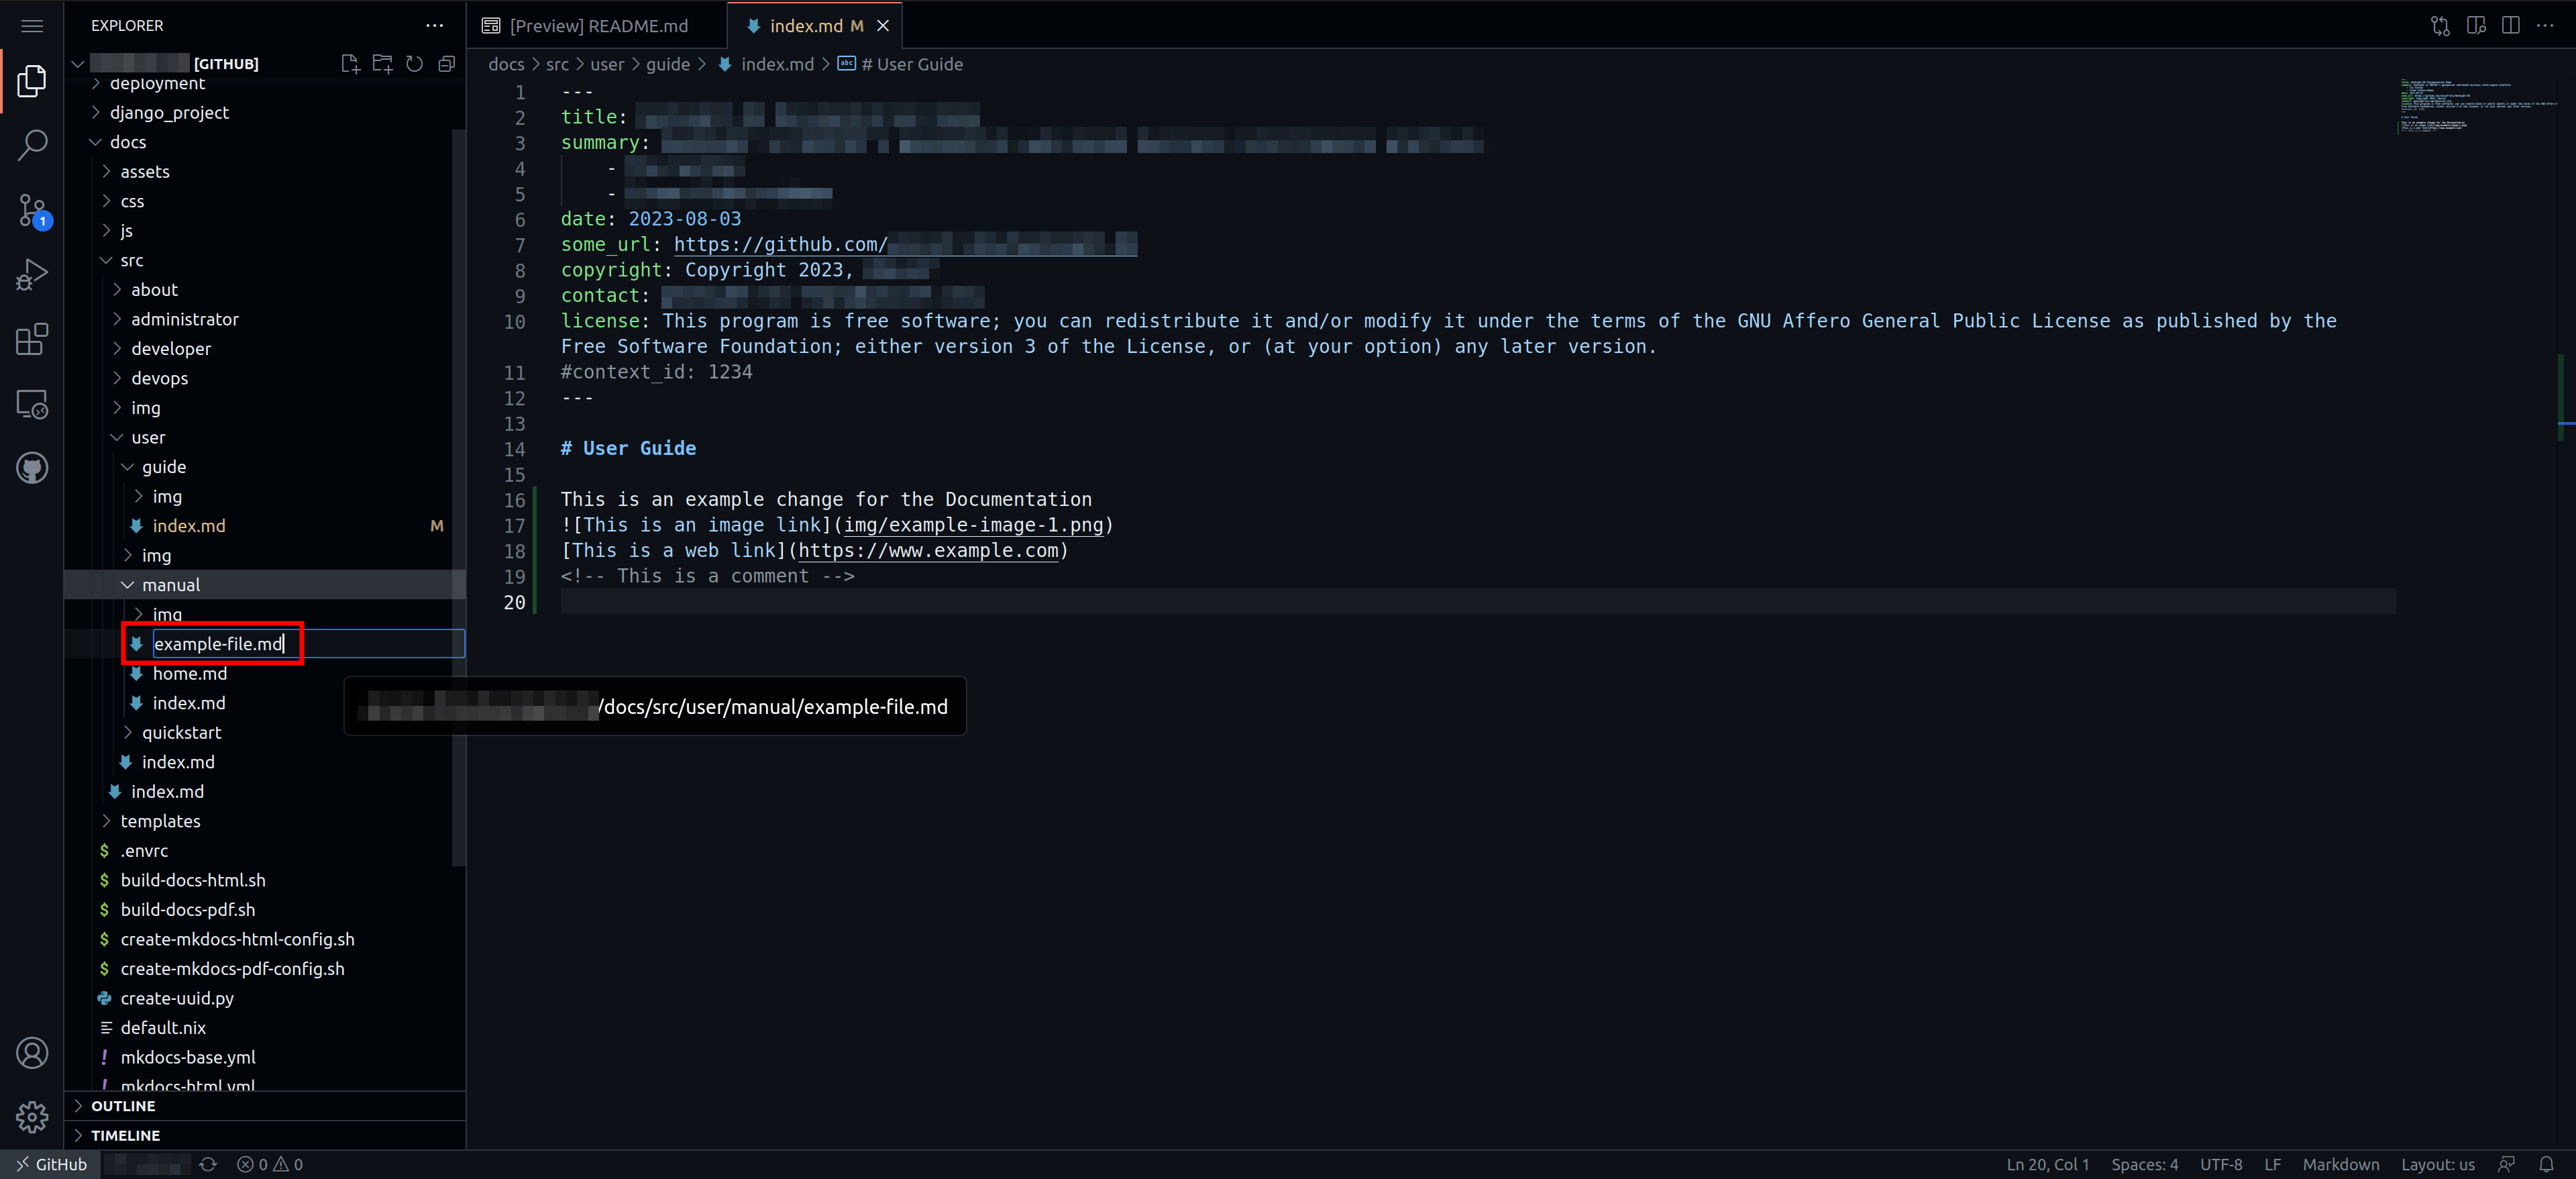 EXPLORER
[GITHUB]
deployment
django_project
docs
assets
css
js
src
about
administrator
developer
devops
img
user
guide
img
index.md M
img
manual
img
example-file.md
home.md
index.md
quickstart
index.md
index.md
templates
$ .envrc
$ build-docs-html.sh
$ build-docs-pdf.sh
$ create-mkdocs-html-config.sh
$ create-mkdocs-pdf-config.sh
create-uuid.py
default.nix
! mkdocs-base.yml
! mkdocs-html.yml
OUTLINE
TIMELINE
[Preview] README.md
index.md M
docs > src > user > guide > index.md > abc # User Guide
1 ---
2 title:
3 summary:
4 -
5 -
6 date: 2023-08-03
7 some_url: https://github.com/
8 copyright: Copyright 2023,
9 contact:
10 license: This program is free software; you can redistribute it and/or modify it under the terms of the GNU Affero General Public License as published by the
Free Software Foundation; either version 3 of the License, or (at your option) any later version.
11 #context_id: 1234
12 ---
13
14 # User Guide
15
16 This is an example change for the Documentation
17 ![This is an image link](img/example-image-1.png)
18 [This is a web link](https://www.example.com)
19 <!-- This is a comment -->
20
/docs/src/user/manual/example-file.md
1
GitHub
0 0
Ln 20, Col 1
Spaces: 4
UTF-8
LF
Markdown
Layout: us